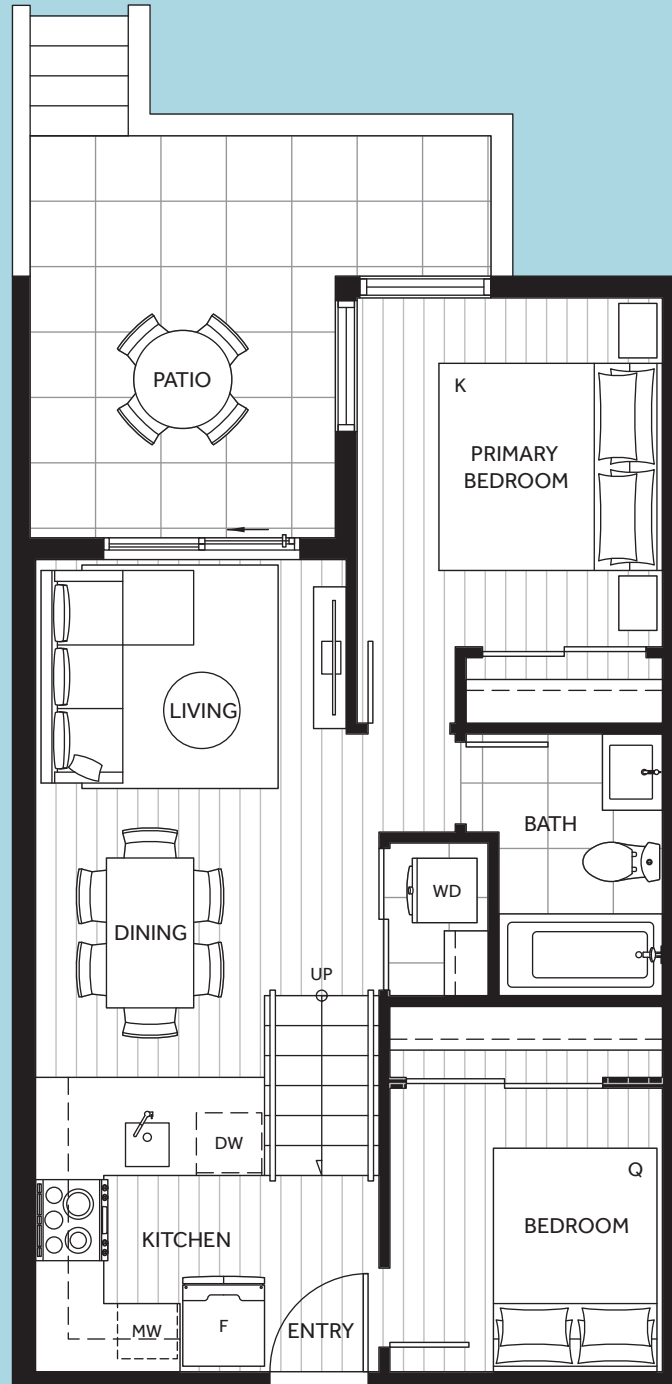 PATIO
K
PRIMARY
BEDROOM
LIVING
BATH
WD
DINING
UP
DW
Q
BEDROOM
KITCHEN
MW
F
ENTRY